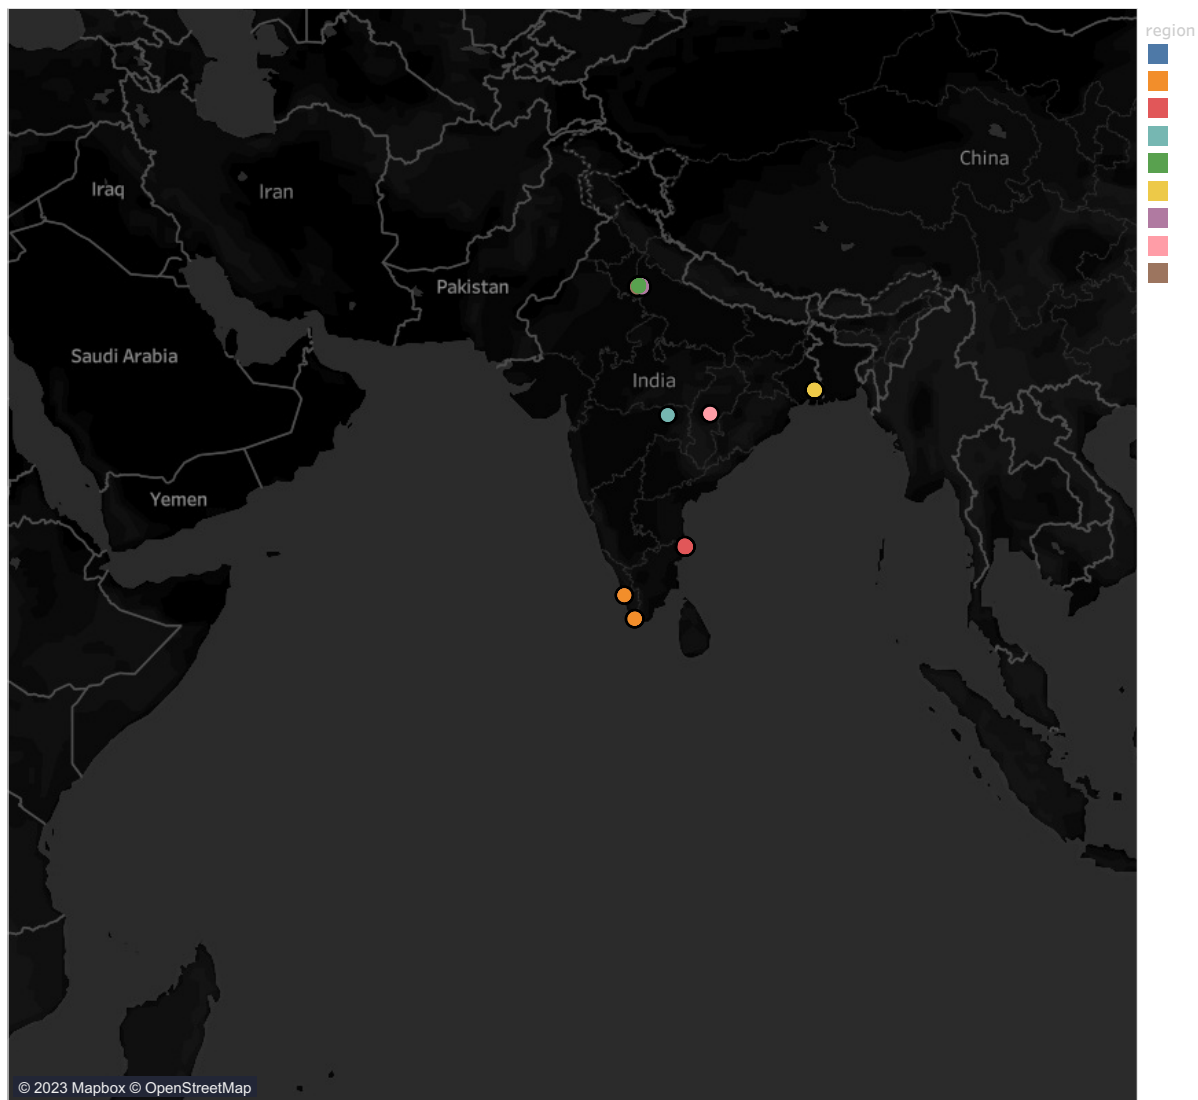 region
China
Iraq
Iran
Pakistan
Saudi Arabia
India
Yemen
© 2023 Mapbox © OpenStreetMap